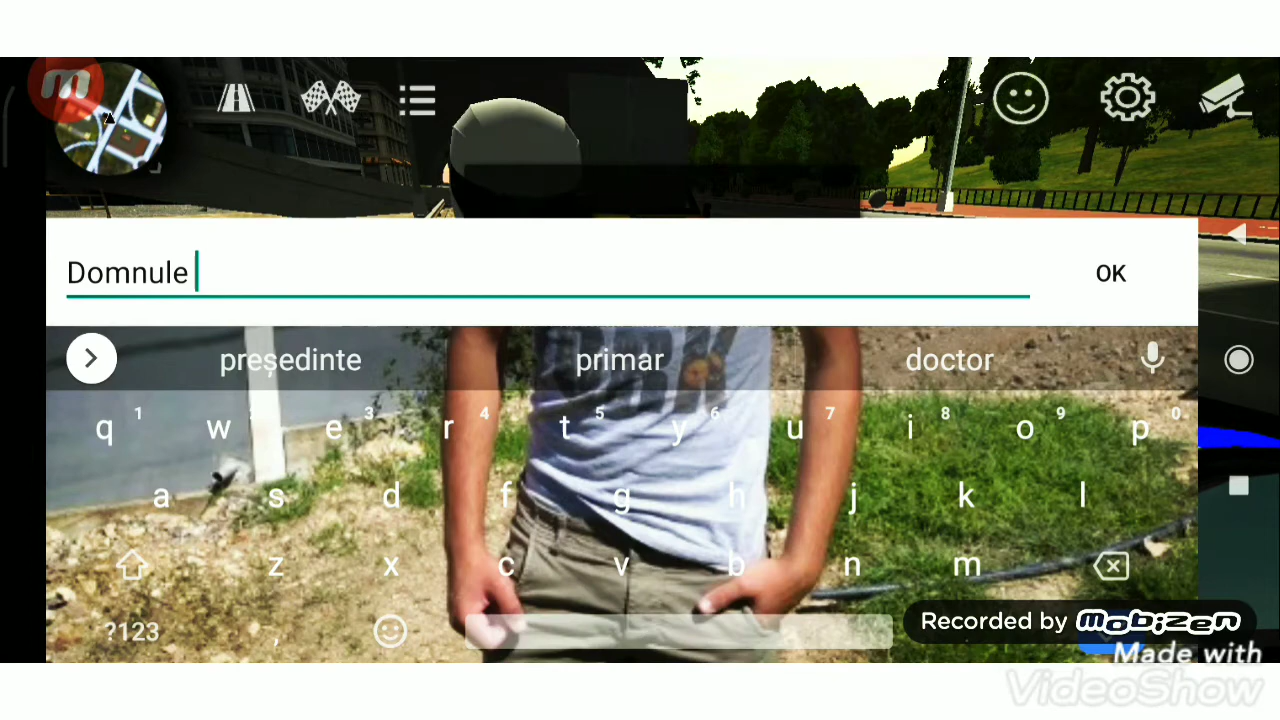 Domnule
OK
președinte primar doctor
1 2 3 4 5 6 7 8 9 0
q w e r t y u i o p
a s d f g h j k l
z x c v b n m
?123 ,
Recorded by mobizen
Made with
VideoShow